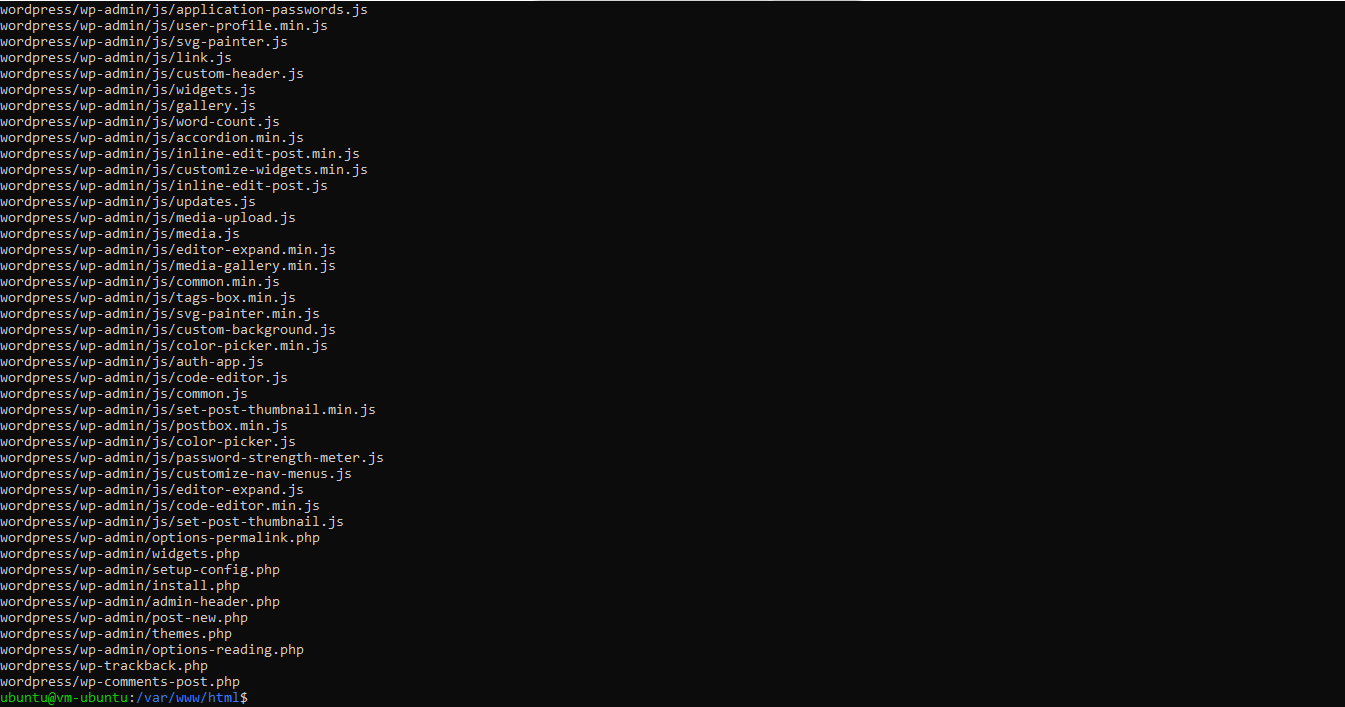 wordpress/wp-admin/js/application-passwords.js
wordpress/wp-admin/js/user-profile.min.js
wordpress/wp-admin/js/svg-painter.js
wordpress/wp-admin/js/link.js
wordpress/wp-admin/js/custom-header.js
wordpress/wp-admin/js/widgets.js
wordpress/wp-admin/js/gallery.js
wordpress/wp-admin/js/word-count.js
wordpress/wp-admin/js/accordion.min.js
wordpress/wp-admin/js/inline-edit-post.min.js
wordpress/wp-admin/js/customize-widgets.min.js
wordpress/wp-admin/js/inline-edit-post.js
wordpress/wp-admin/js/updates.js
wordpress/wp-admin/js/media-upload.js
wordpress/wp-admin/js/media.js
wordpress/wp-admin/js/editor-expand.min.js
wordpress/wp-admin/js/media-gallery.min.js
wordpress/wp-admin/js/common.min.js
wordpress/wp-admin/js/tags-box.min.js
wordpress/wp-admin/js/svg-painter.min.js
wordpress/wp-admin/js/custom-background.js
wordpress/wp-admin/js/color-picker.min.js
wordpress/wp-admin/js/auth-app.js
wordpress/wp-admin/js/code-editor.js
wordpress/wp-admin/js/common.js
wordpress/wp-admin/js/set-post-thumbnail.min.js
wordpress/wp-admin/js/postbox.min.js
wordpress/wp-admin/js/color-picker.js
wordpress/wp-admin/js/password-strength-meter.js
wordpress/wp-admin/js/customize-nav-menus.js
wordpress/wp-admin/js/editor-expand.js
wordpress/wp-admin/js/code-editor.min.js
wordpress/wp-admin/js/set-post-thumbnail.js
wordpress/wp-admin/options-permalink.php
wordpress/wp-admin/widgets.php
wordpress/wp-admin/setup-config.php
wordpress/wp-admin/install.php
wordpress/wp-admin/admin-header.php
wordpress/wp-admin/post-new.php
wordpress/wp-admin/themes.php
wordpress/wp-admin/options-reading.php
wordpress/wp-trackback.php
wordpress/wp-comments-post.php
ubuntu@vm-ubuntu:/var/www/html$